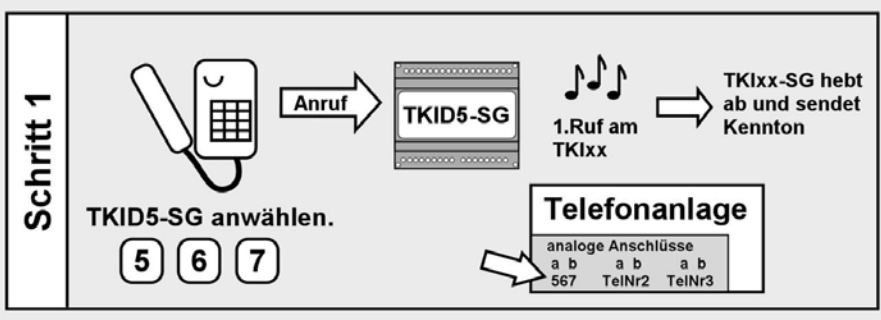 Schritt 1
Anruf
TKID5-SG
1.Ruf am
TKIxx
TKIxx-SG hebt
ab und sendet
Kennton
TKID5-SG anwählen.
5 6 7
Telefonanlage
analoge Anschlüsse
a b a b a b
567 TelNr2 TelNr3